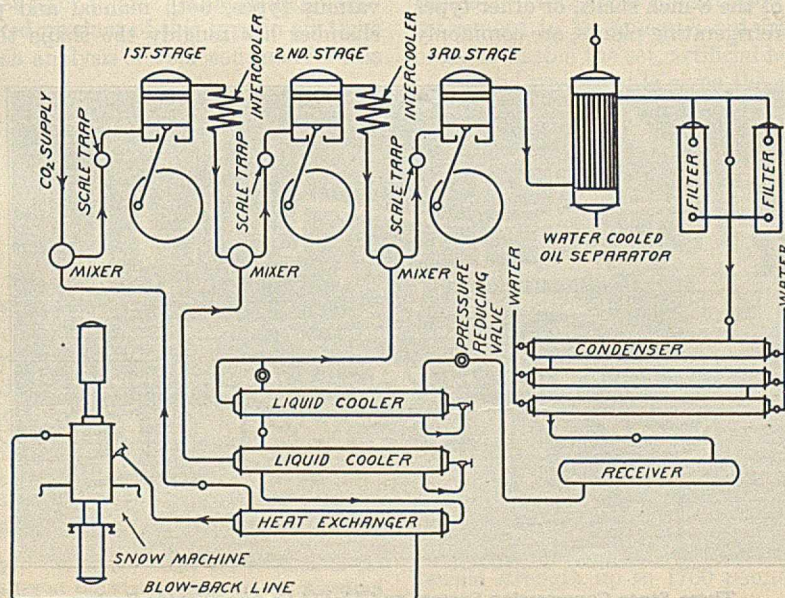 1ST. STAGE
INTERCOOLER
2ND. STAGE
INTERCOOLER
3RD. STAGE
CO₂ SUPPLY
SCALE TRAP
SCALE TRAP
SCALE TRAP
FILTER
FILTER
MIXER
MIXER
MIXER
WATER COOLED
OIL SEPARATOR
PRESSURE
REDUCING
VALVE
WATER
WATER
CONDENSER
LIQUID COOLER
LIQUID COOLER
RECEIVER
HEAT EXCHANGER
SNOW MACHINE
BLOW-BACK LINE